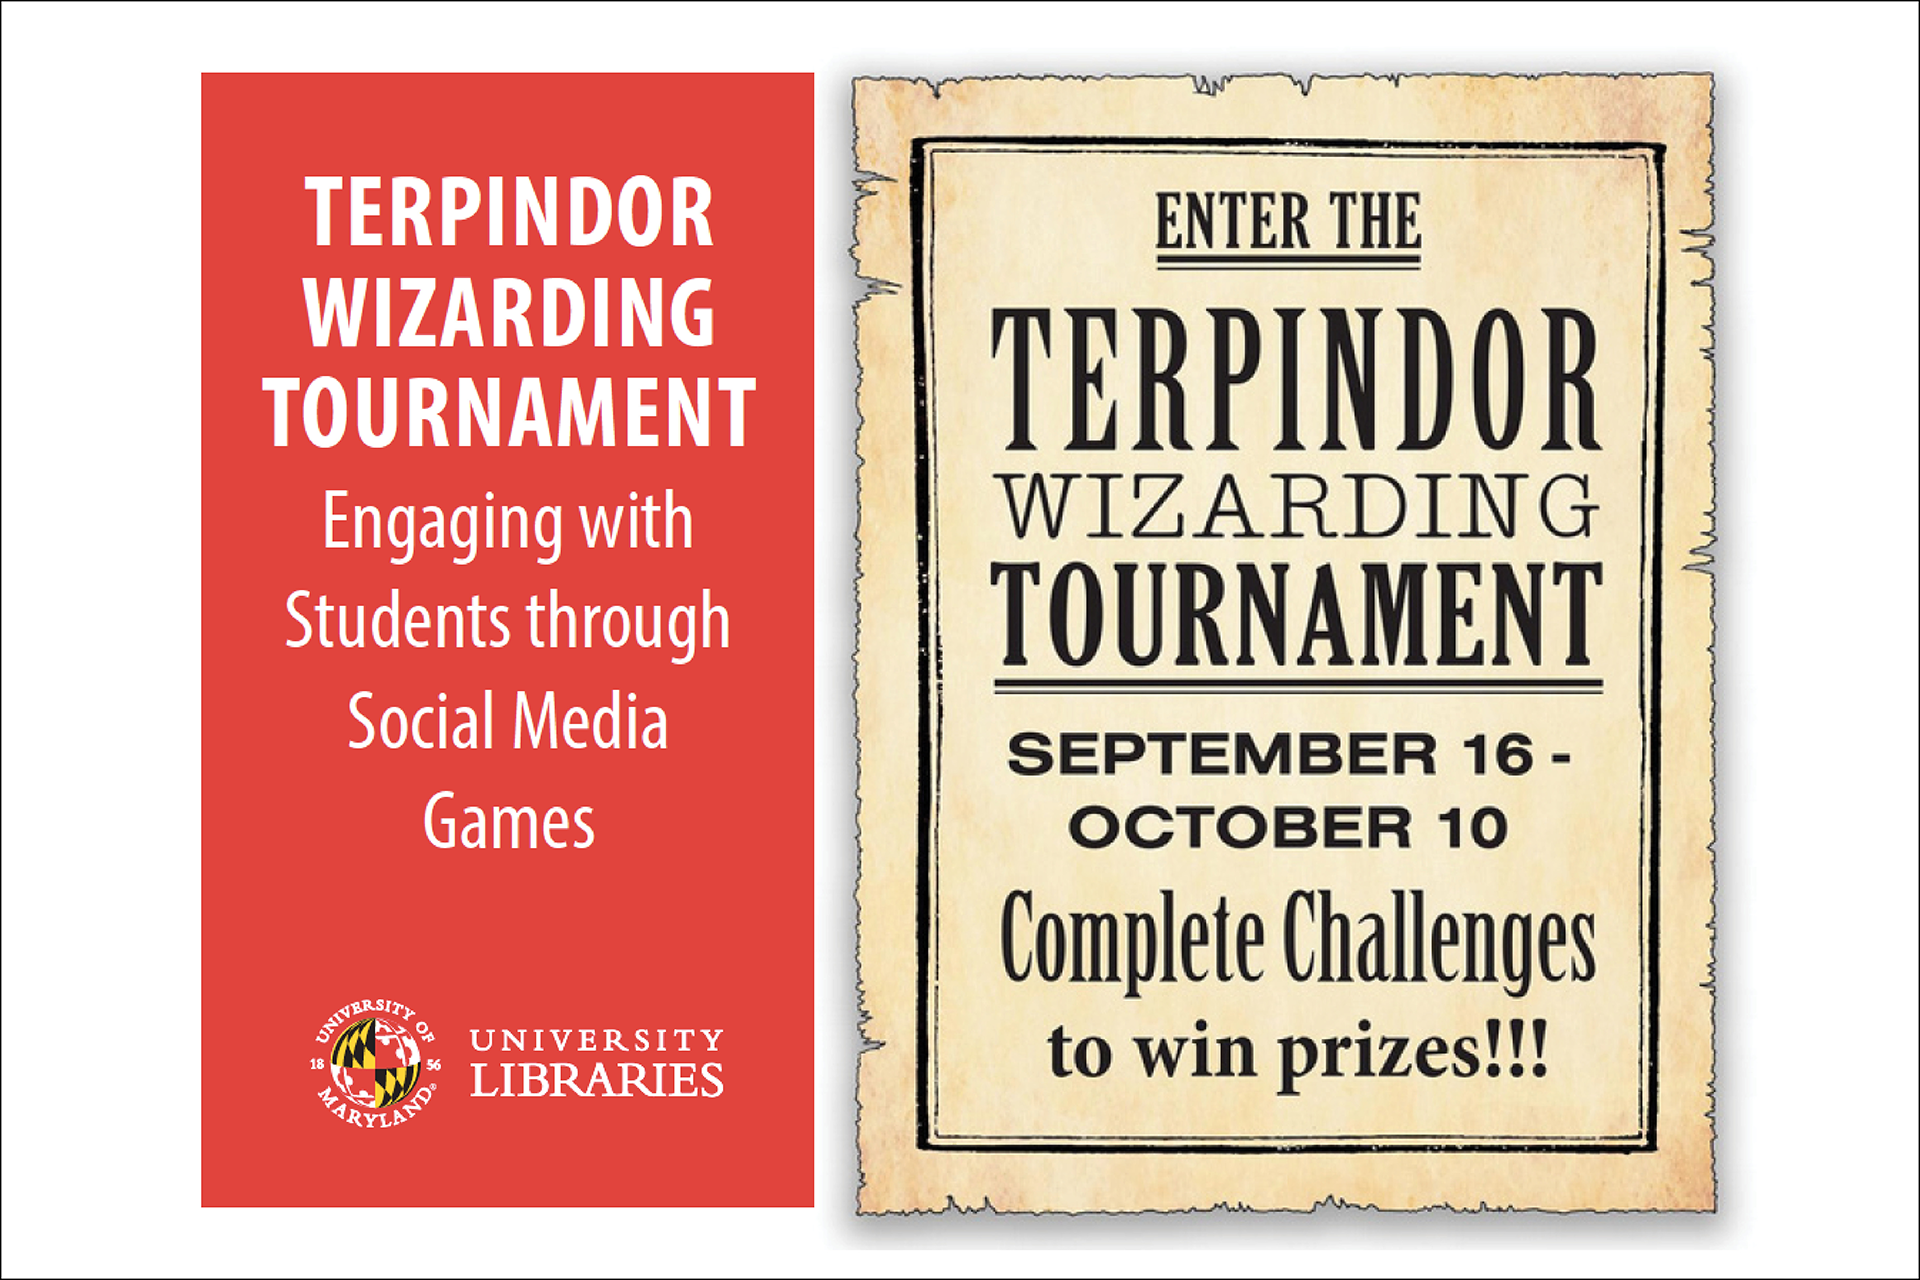 TERPINDOR
WIZARDING
TOURNAMENT
Engaging with
Students through
Social Media
Games
UNIVERSITY OF
18 56
MARYLAND®
UNIVERSITY
LIBRARIES
ENTER THE
TERPINDOR
WIZARDING
TOURNAMENT
SEPTEMBER 16 -
OCTOBER 10
Complete Challenges
to win prizes!!!